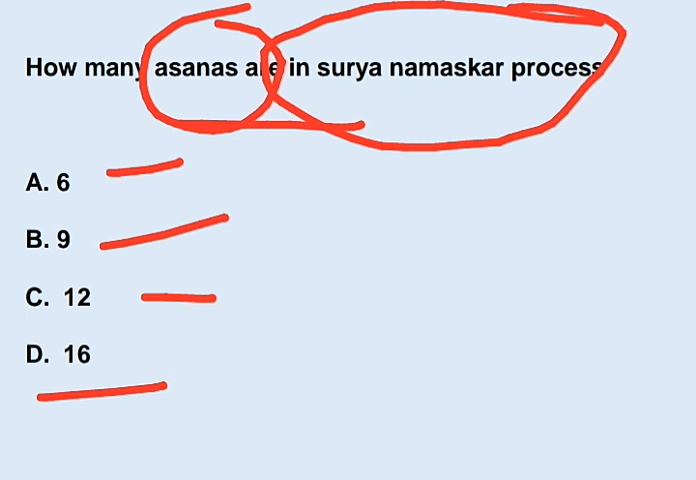 How many asanas are in surya namaskar process
A. 6
B. 9
C. 12
D. 16